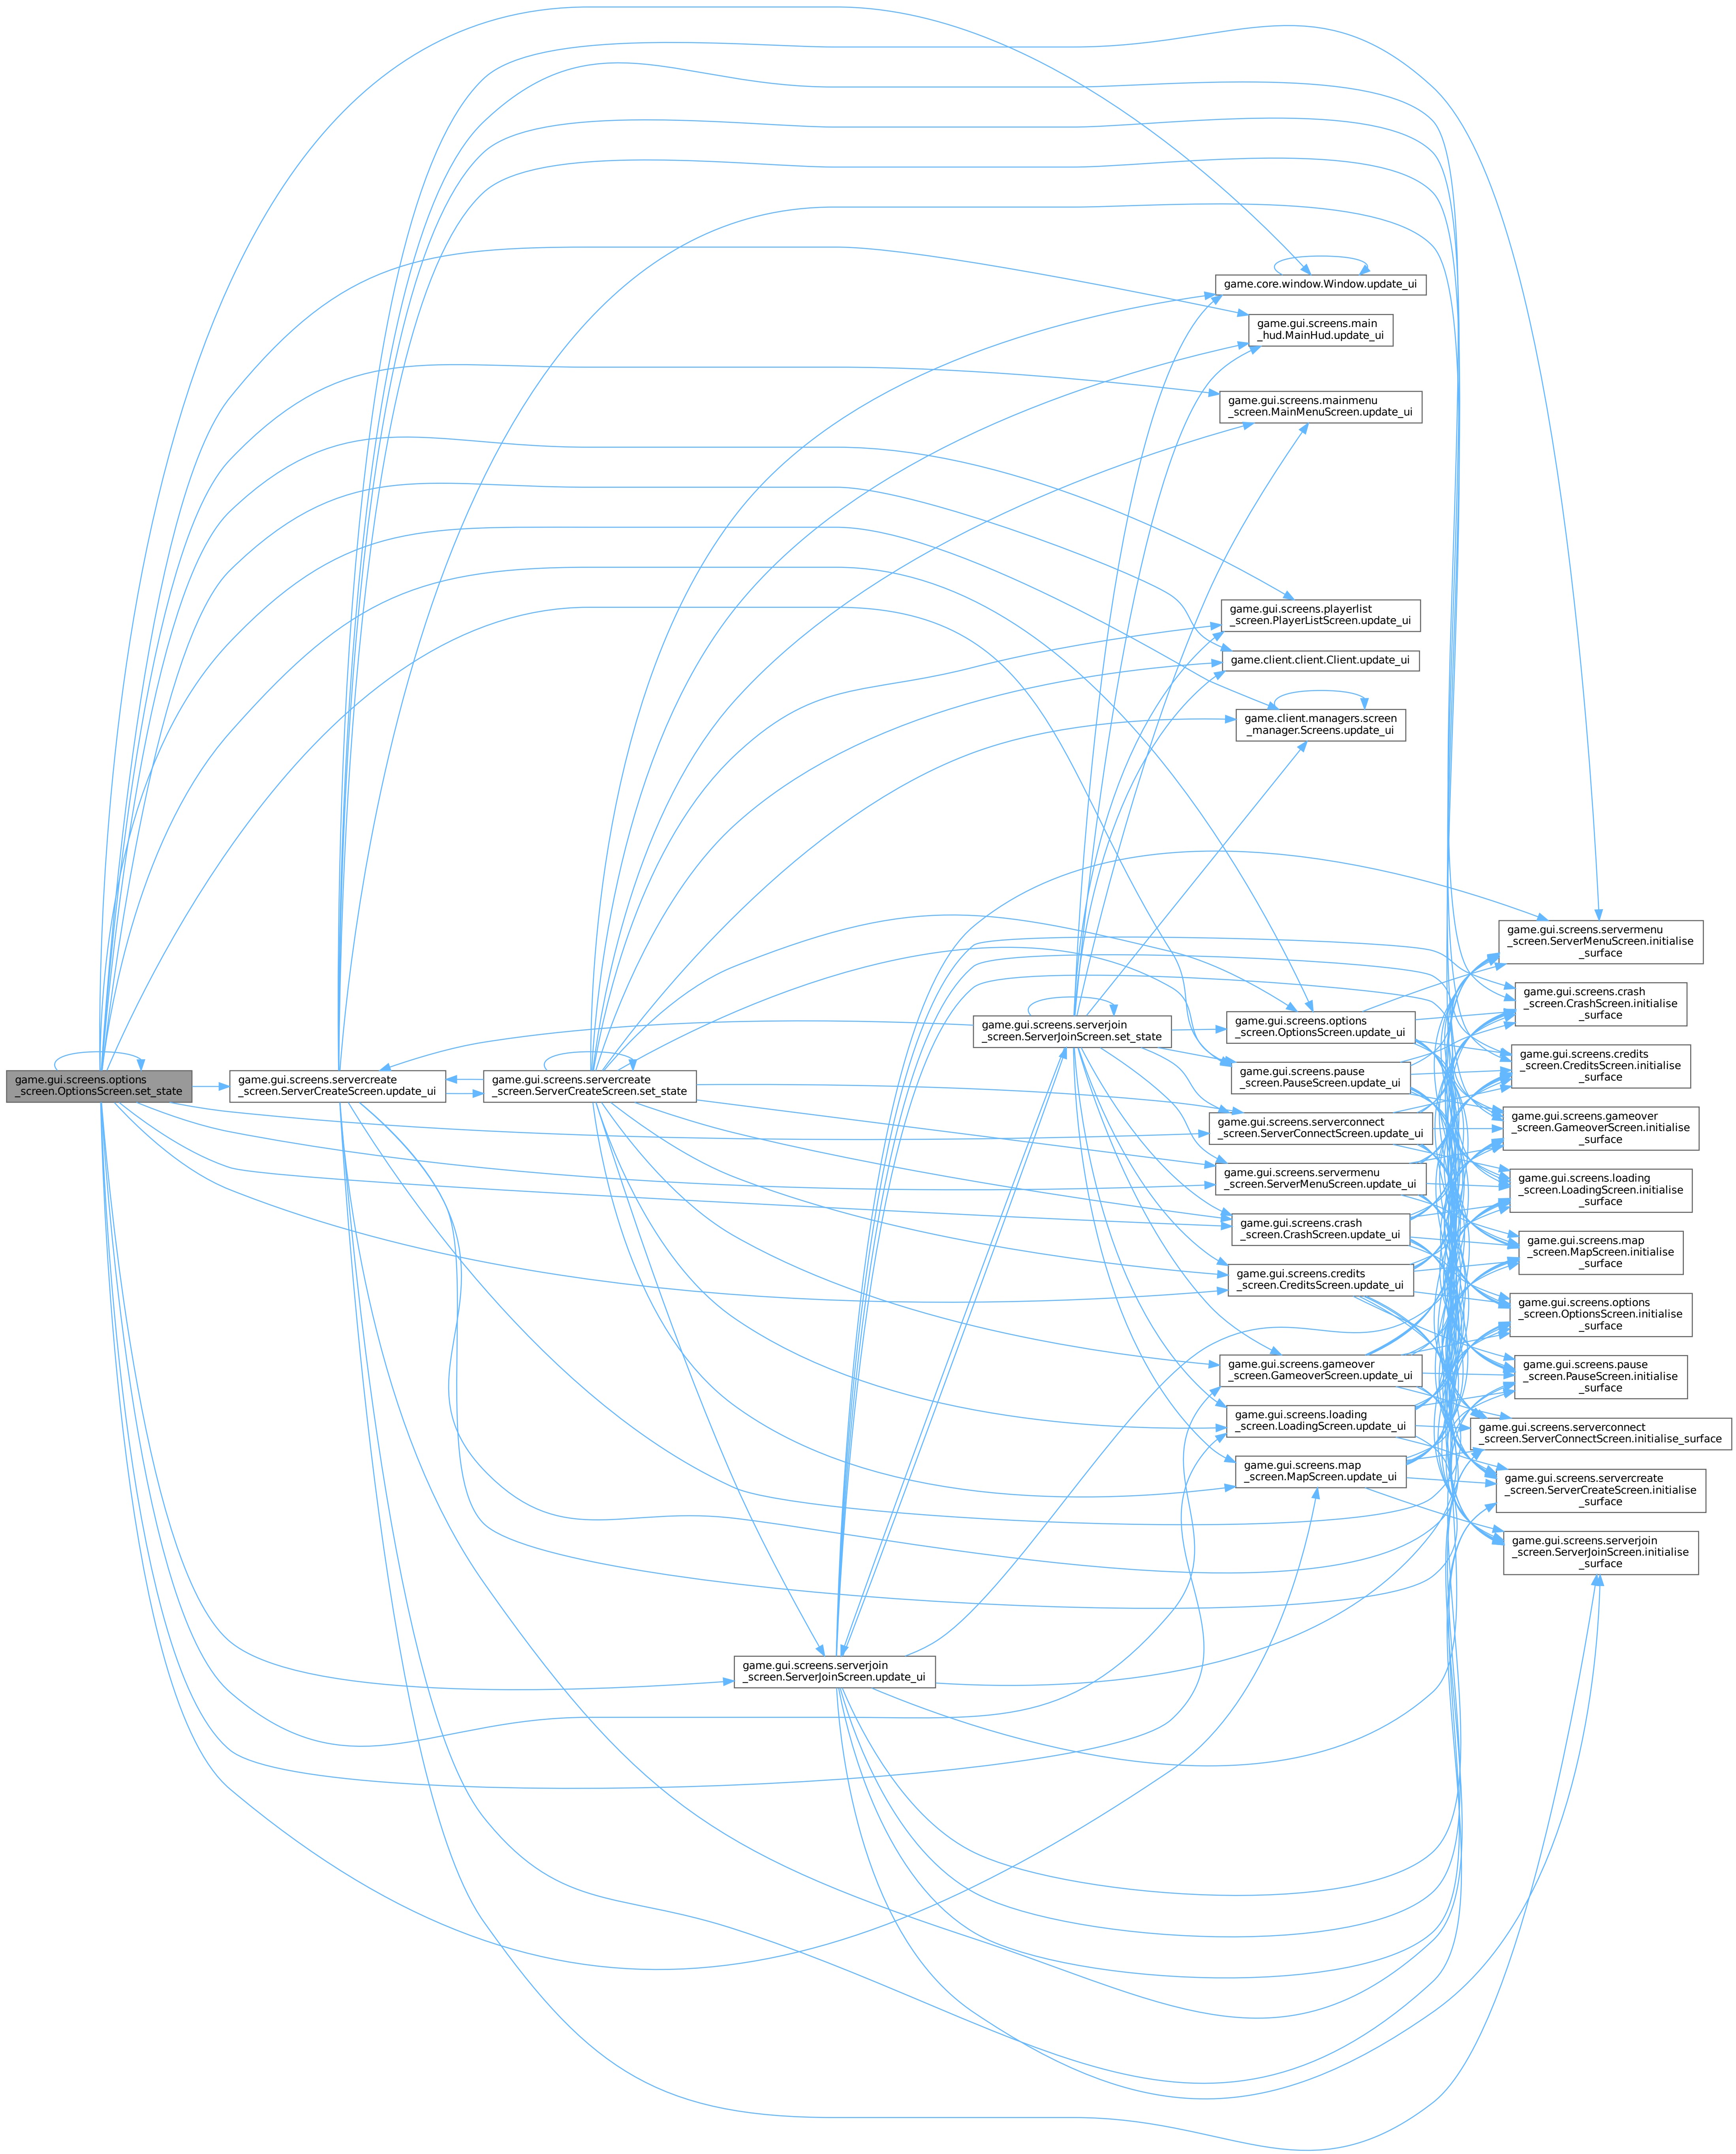 game.core.window.Window.update_ui
game.gui.screens.main
_hud.MainHud.update_ui
game.gui.screens.mainmenu
_screen.MainMenuScreen.update_ui
game.gui.screens.playerlist
_screen.PlayerListScreen.update_ui
game.client.client.Client.update_ui
game.client.managers.screen
_manager.Screens.update_ui
game.gui.screens.options
_screen.OptionsScreen.set_state
game.gui.screens.servercreate
_screen.ServerCreateScreen.update_ui
game.gui.screens.servercreate
_screen.ServerCreateScreen.set_state
game.gui.screens.serverjoin
_screen.ServerJoinScreen.update_ui
game.gui.screens.serverjoin
_screen.ServerJoinScreen.set_state
game.gui.screens.options
_screen.OptionsScreen.update_ui
game.gui.screens.pause
_screen.PauseScreen.update_ui
game.gui.screens.serverconnect
_screen.ServerConnectScreen.update_ui
game.gui.screens.servermenu
_screen.ServerMenuScreen.update_ui
game.gui.screens.crash
_screen.CrashScreen.update_ui
game.gui.screens.credits
_screen.CreditsScreen.update_ui
game.gui.screens.gameover
_screen.GameoverScreen.update_ui
game.gui.screens.loading
_screen.LoadingScreen.update_ui
game.gui.screens.map
_screen.MapScreen.update_ui
game.gui.screens.servermenu
_screen.ServerMenuScreen.initialise
_surface
game.gui.screens.crash
_screen.CrashScreen.initialise
_surface
game.gui.screens.credits
_screen.CreditsScreen.initialise
_surface
game.gui.screens.gameover
_screen.GameoverScreen.initialise
_surface
game.gui.screens.loading
_screen.LoadingScreen.initialise
_surface
game.gui.screens.map
_screen.MapScreen.initialise
_surface
game.gui.screens.options
_screen.OptionsScreen.initialise
_surface
game.gui.screens.pause
_screen.PauseScreen.initialise
_surface
game.gui.screens.serverconnect
_screen.ServerConnectScreen.initialise_surface
game.gui.screens.servercreate
_screen.ServerCreateScreen.initialise
_surface
game.gui.screens.serverjoin
_screen.ServerJoinScreen.initialise
_surface